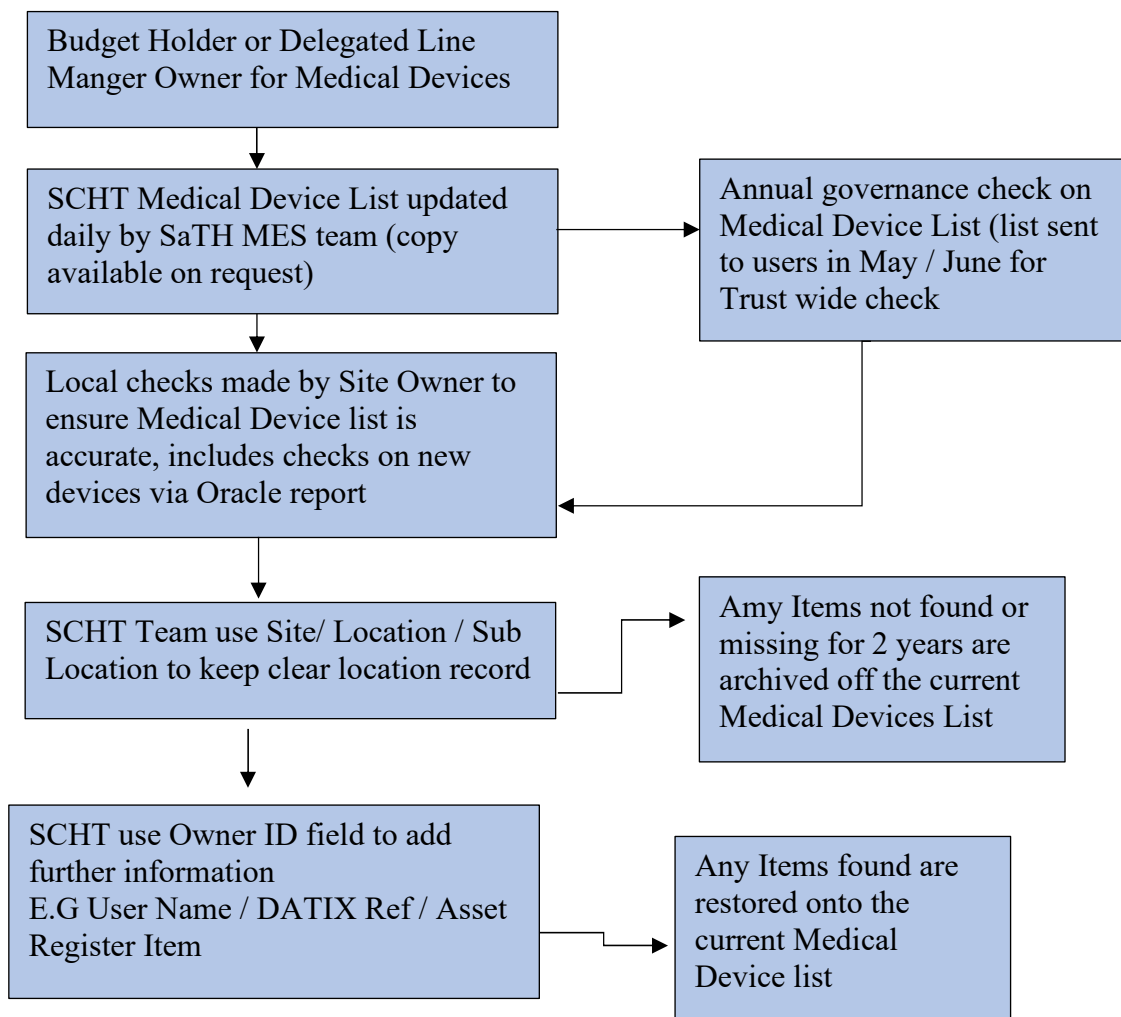 Budget Holder or Delegated Line
Manger Owner for Medical Devices
SCHT Medical Device List updated
daily by SaTH MES team (copy
available on request)
Annual governance check on
Medical Device List (list sent
to users in May / June for
Trust wide check
Local checks made by Site Owner to
ensure Medical Device list is
accurate, includes checks on new
devices via Oracle report
SCHT Team use Site/ Location / Sub
Location to keep clear location record
Amy Items not found or
missing for 2 years are
archived off the current
Medical Devices List
SCHT use Owner ID field to add
further information
E.G User Name / DATIX Ref / Asset
Register Item
Any Items found are
restored onto the
current Medical
Device list